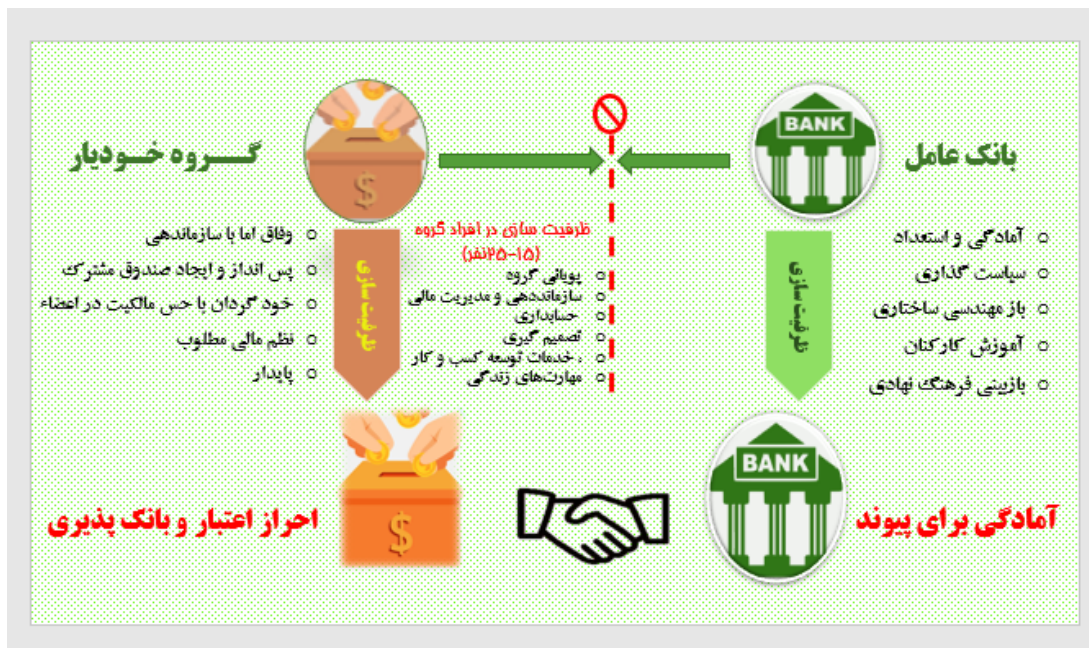 BANK
بانک عامل
آمادگی و استعداد
سیاست گذاری
باز مهندسی ساختاری
آموزش کارکنان
بازبینی فرهنگ نهادی
ظرفیت سازی
BANK
آمادگی برای پیوند
گـــروه خــودیار
$
ظرفیت سازی در افراد گروه
(۱۵-۲۵نفر)
پویائی گروه
سازمانددهی و مدیریت مالی
حسابداری
تصمیم گیری
، خدمات توسعه کسب و کار
مهارت‌های زندگی
ظرفیت سازی
وفاق اما با سازماندهی
پس انداز و ایجاد صندوق مشترک
خود گردان با حس مالکیت در اعضاء
نظم مالی مطلوب
پایدار
$
احراز اعتبار و بانک پذیری